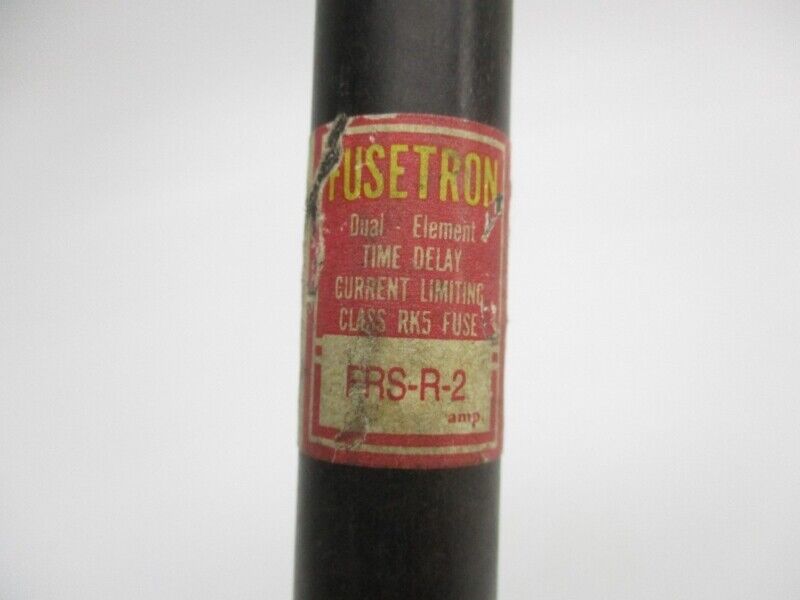 FUSETRON
Dual - Element
TIME DELAY
CURRENT LIMITING
CLASS RK5 FUSE
FRS-R-2
amp.